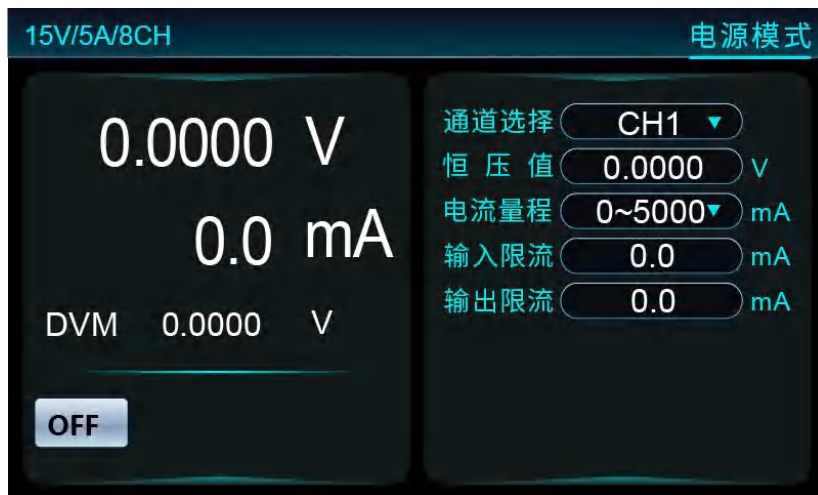 15V/5A/8CH
电源模式
0.0000 V
0.0 mA
DVM 0.0000 V
OFF
通道选择 CH1 ▼
恒压值 0.0000 V
电流量程 0~5000▼ mA
输入限流 0.0 mA
输出限流 0.0 mA